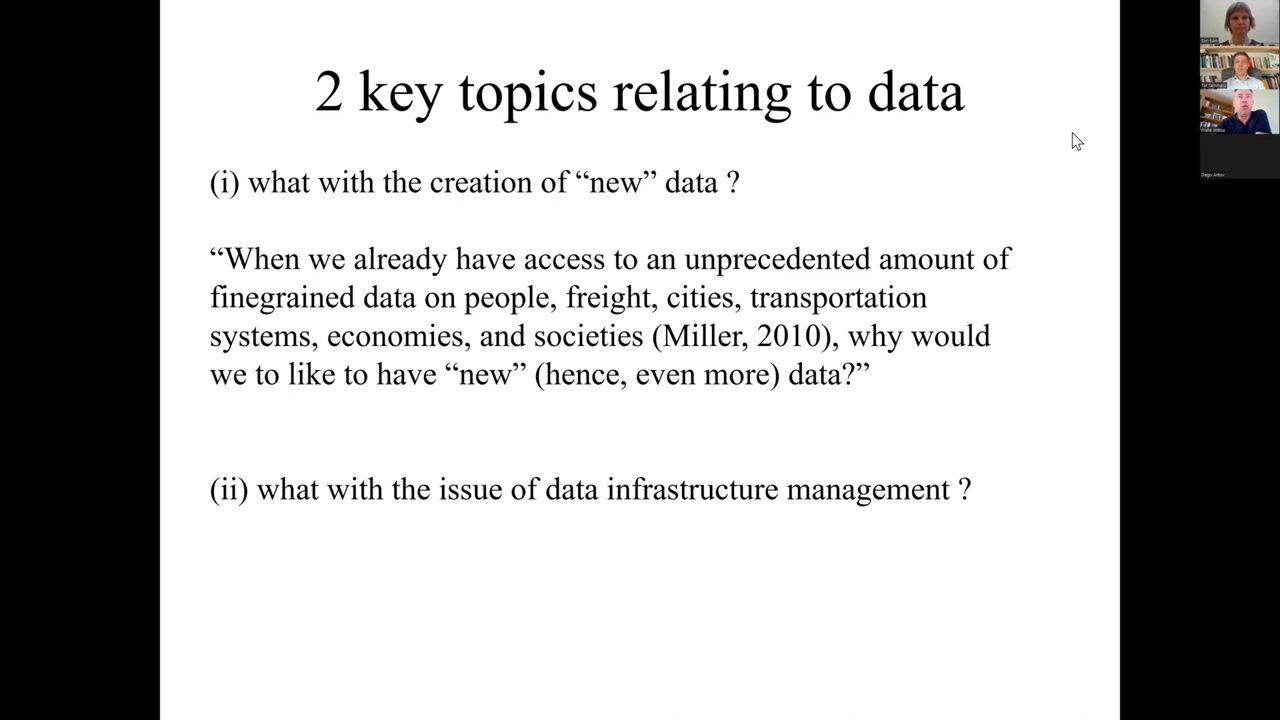 2 key topics relating to data
(i) what with the creation of “new” data ?
“When we already have access to an unprecedented amount of
finegrained data on people, freight, cities, transportation
systems, economies, and societies (Miller, 2010), why would
we to like to have “new” (hence, even more) data?”
(ii) what with the issue of data infrastructure management ?
Dago Antov